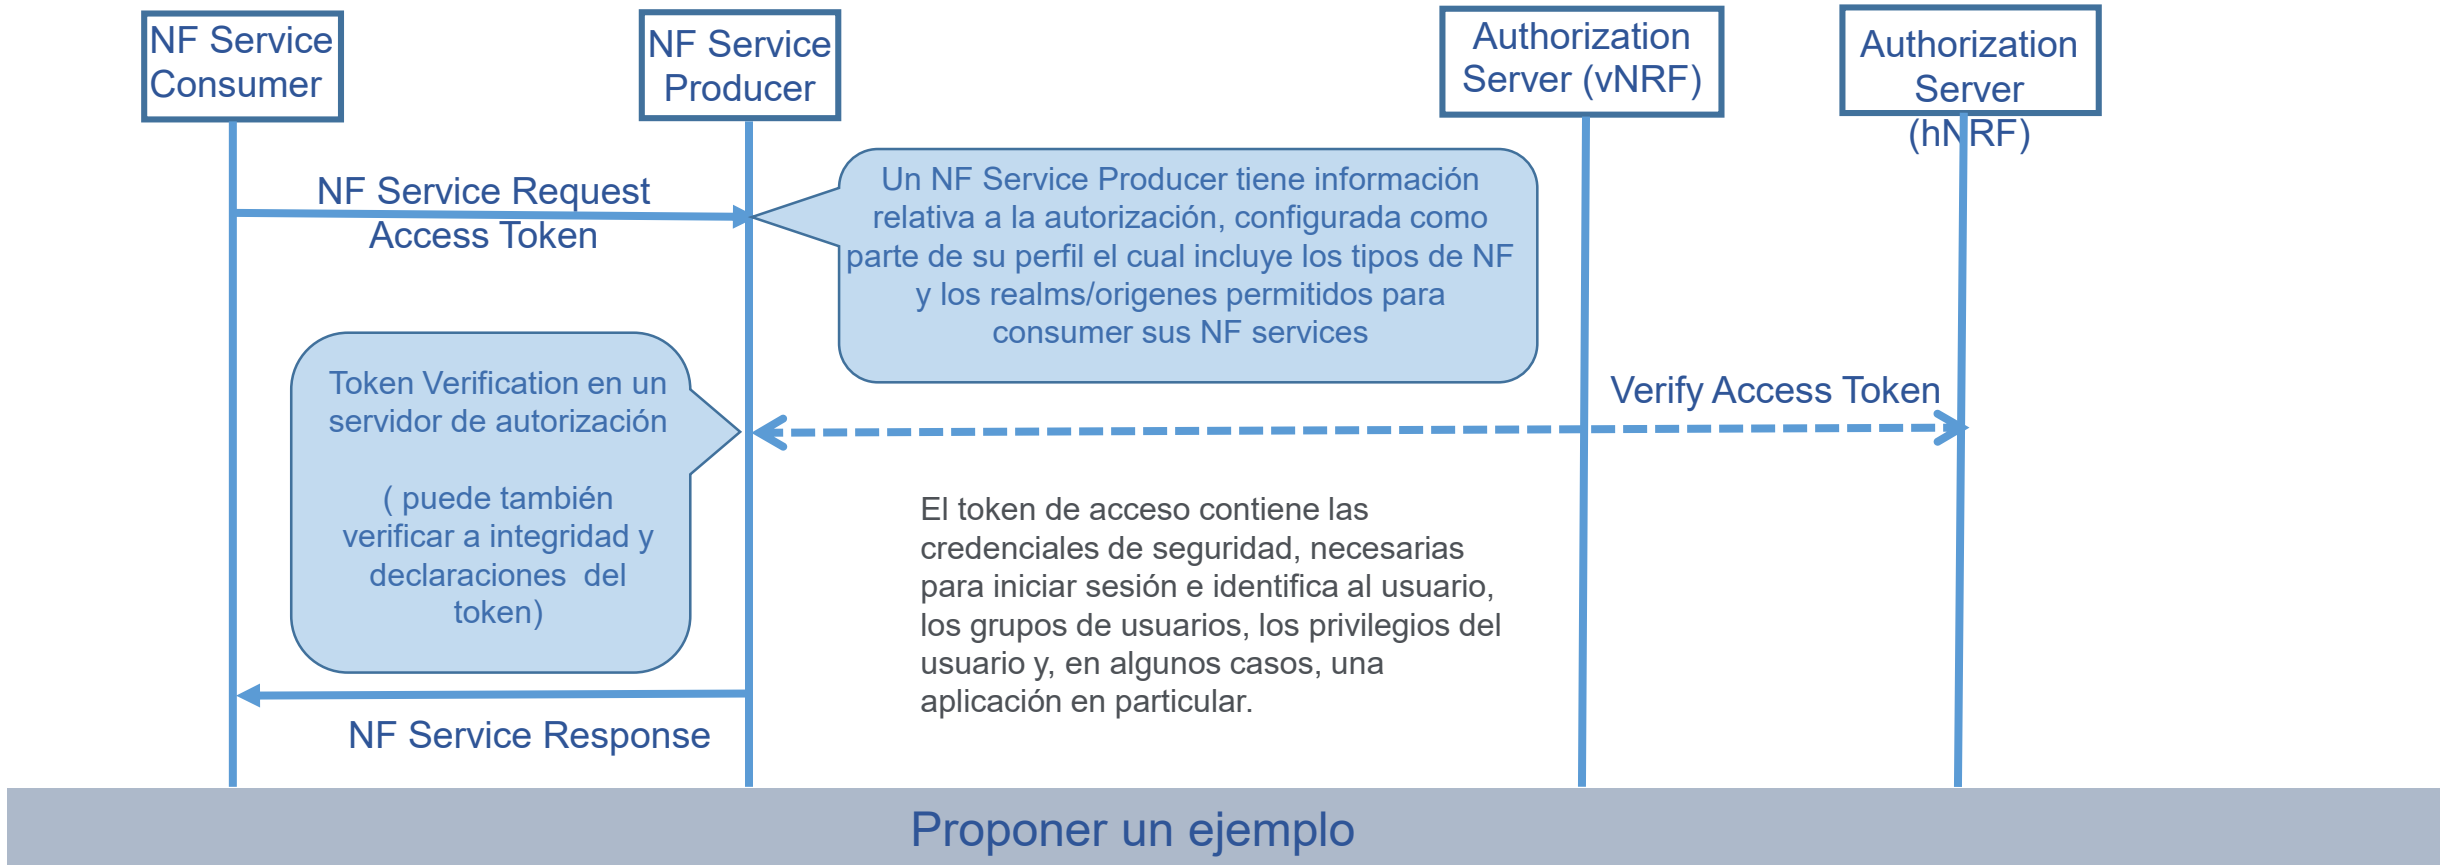 NF Service
Consumer
NF Service
Producer
Authorization
Server (vNRF)
Authorization
Server
(hNRF)
NF Service Request
Access Token
Un NF Service Producer tiene información
relativa a la autorización, configurada como
parte de su perfil el cual incluye los tipos de NF
y los realms/origenes permitidos para
consumer sus NF services
Token Verification en un
servidor de autorización
( puede también
verificar a integridad y
declaraciones del
token)
Verify Access Token
El token de acceso contiene las
credenciales de seguridad, necesarias
para iniciar sesión e identifica al usuario,
los grupos de usuarios, los privilegios del
usuario y, en algunos casos, una
aplicación en particular.
NF Service Response
Proponer un ejemplo